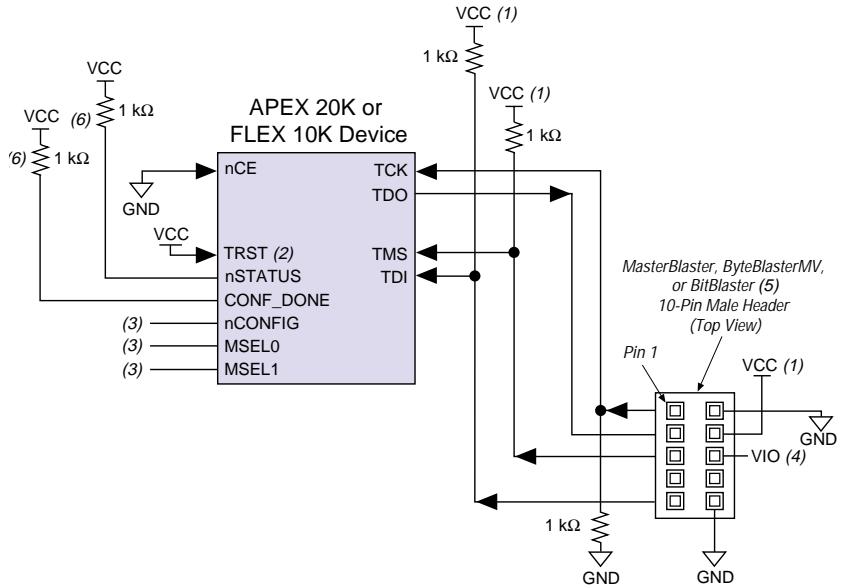 VCC (1)
1 kΩ
VCC
1 kΩ
(6)
VCC
(6)
1 kΩ
VCC (1)
1 kΩ
APEX 20K or
FLEX 10K Device
nCE
GND
VCC
TRST (2)
nSTATUS
CONF_DONE
nCONFIG
MSEL0
MSEL1
(3)
(3)
(3)
TCK
TDO
TMS
TDI
MasterBlaster, ByteBlasterMV,
or BitBlaster (5)
10-Pin Male Header
(Top View)
Pin 1
VCC (1)
GND
VIO (4)
1 kΩ
GND
GND